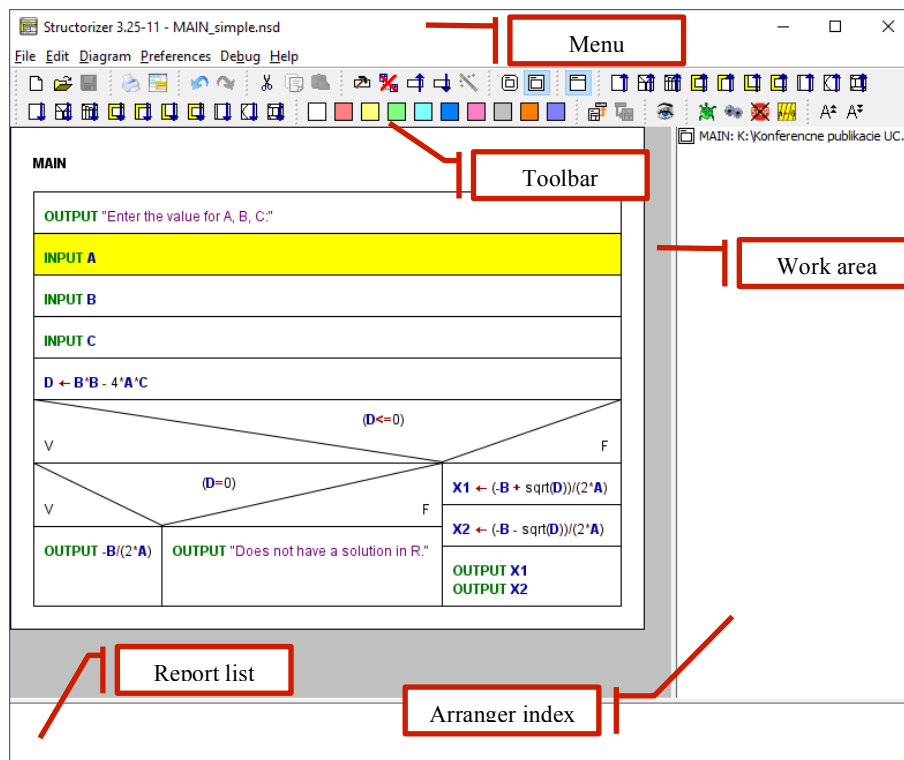 Structorizer 3.25-11 - MAIN_simple.nsd
Menu
File Edit Diagram Preferences Debug Help
MAIN: K:\Konferencne publikacie UC.
Toolbar
MAIN
OUTPUT "Enter the value for A, B, C:"
INPUT A
Work area
INPUT B
INPUT C
D ← B*B - 4*A*C
(D<=0)
V
F
(D=0)
V
F
X1 ← (-B + sqrt(D))/(2*A)
X2 ← (-B - sqrt(D))/(2*A)
OUTPUT -B/(2*A)
OUTPUT "Does not have a solution in R."
OUTPUT X1
OUTPUT X2
Report list
Arranger index